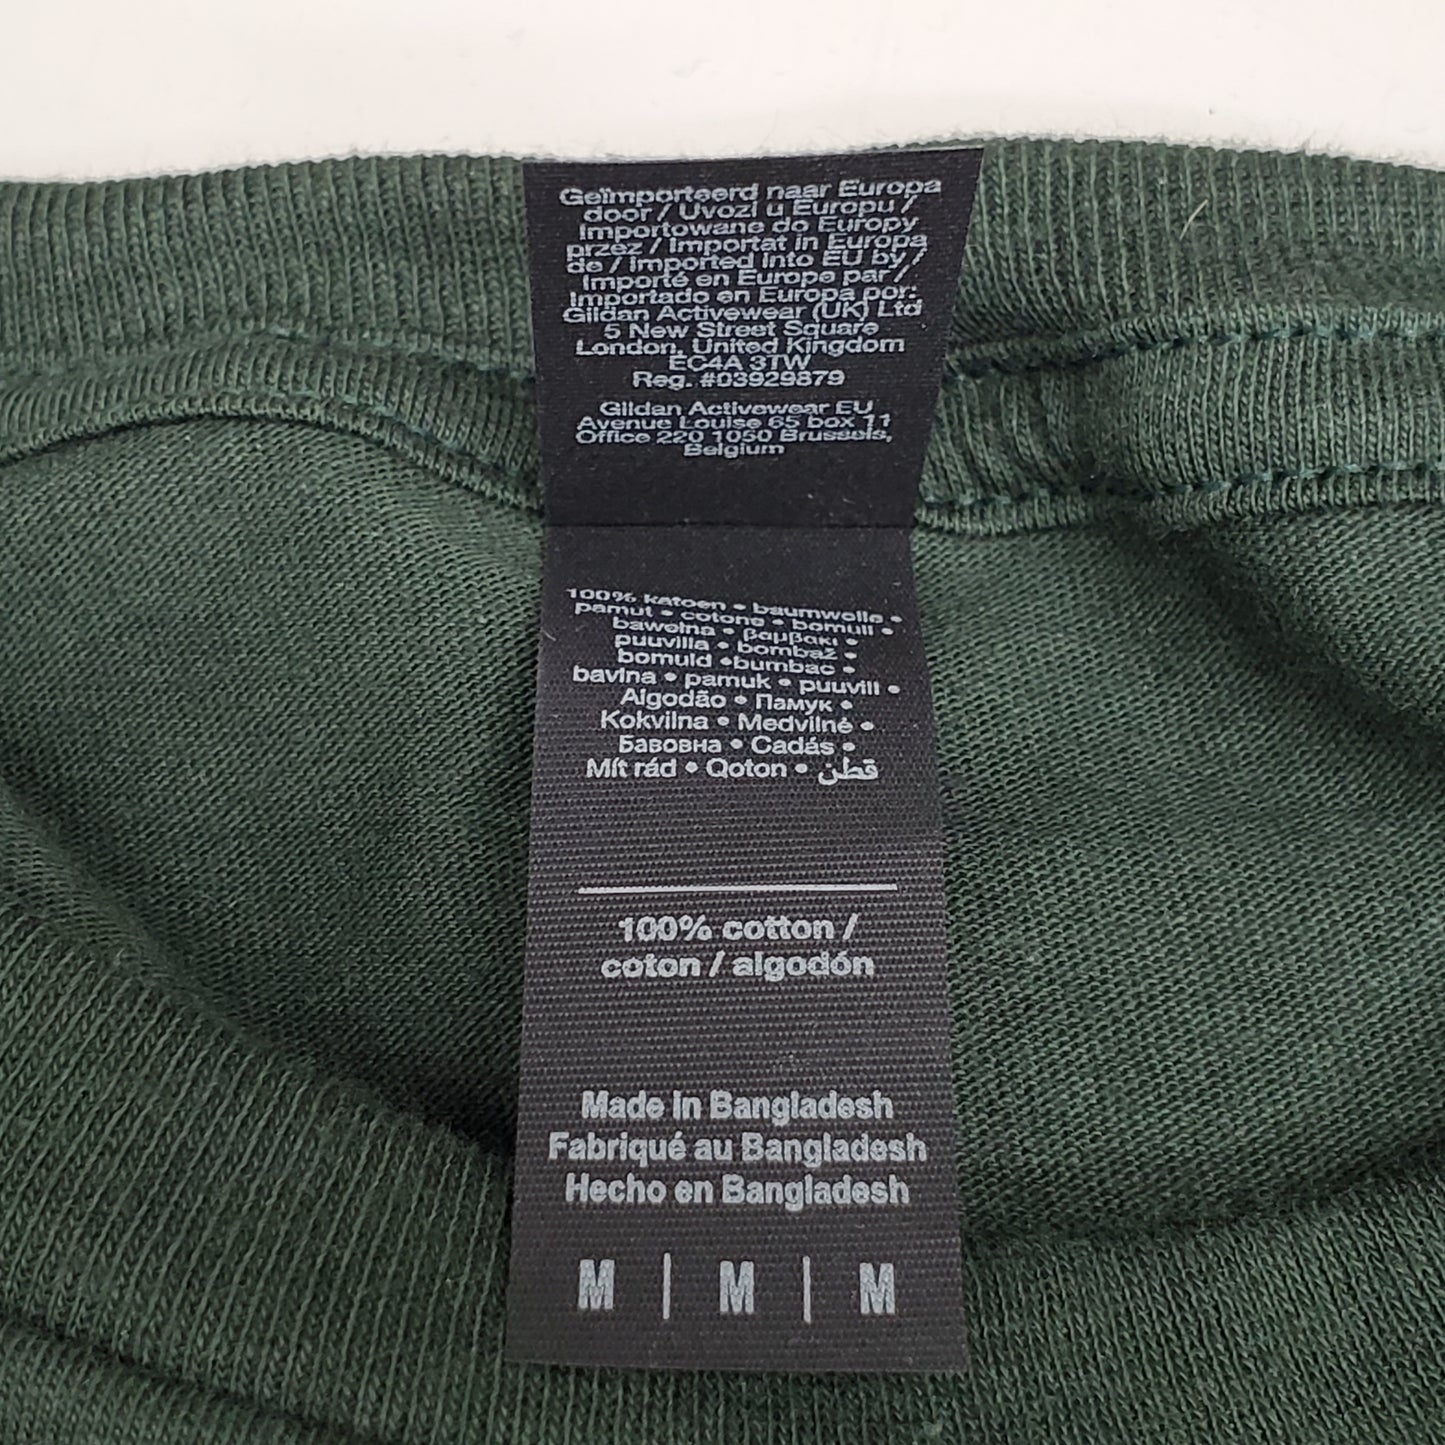 Geïmporteerd naar Europa
door / Uvozi u Europu /
Importowane do Europy
przez / Importat in Europa
de / Imported into EU by /
Importé en Europe par /
Importado en Europa por:
Gildan Activewear (UK) Ltd
5 New Street Square
London, United Kingdom
EC4A 3TW
Reg. #03929879
Gildan Activewear EU
Avenue Louise 65 box 11
Office 220 1050 Brussels,
Belgium
100% katoen • baumwolle •
pamut • cotone • bomull •
bawełna • βαμβακι •
puuvilla • bombaž •
bomuld •bumbac •
bavlna • pamuk • puuvill •
Algodão • Памук •
Kokvilna • Medvilnė •
Бавовна • Cadás •
Mít rád • Qoton • قطن
100% cotton /
coton / algodón
Made in Bangladesh
Fabriqué au Bangladesh
Hecho en Bangladesh
M | M | M